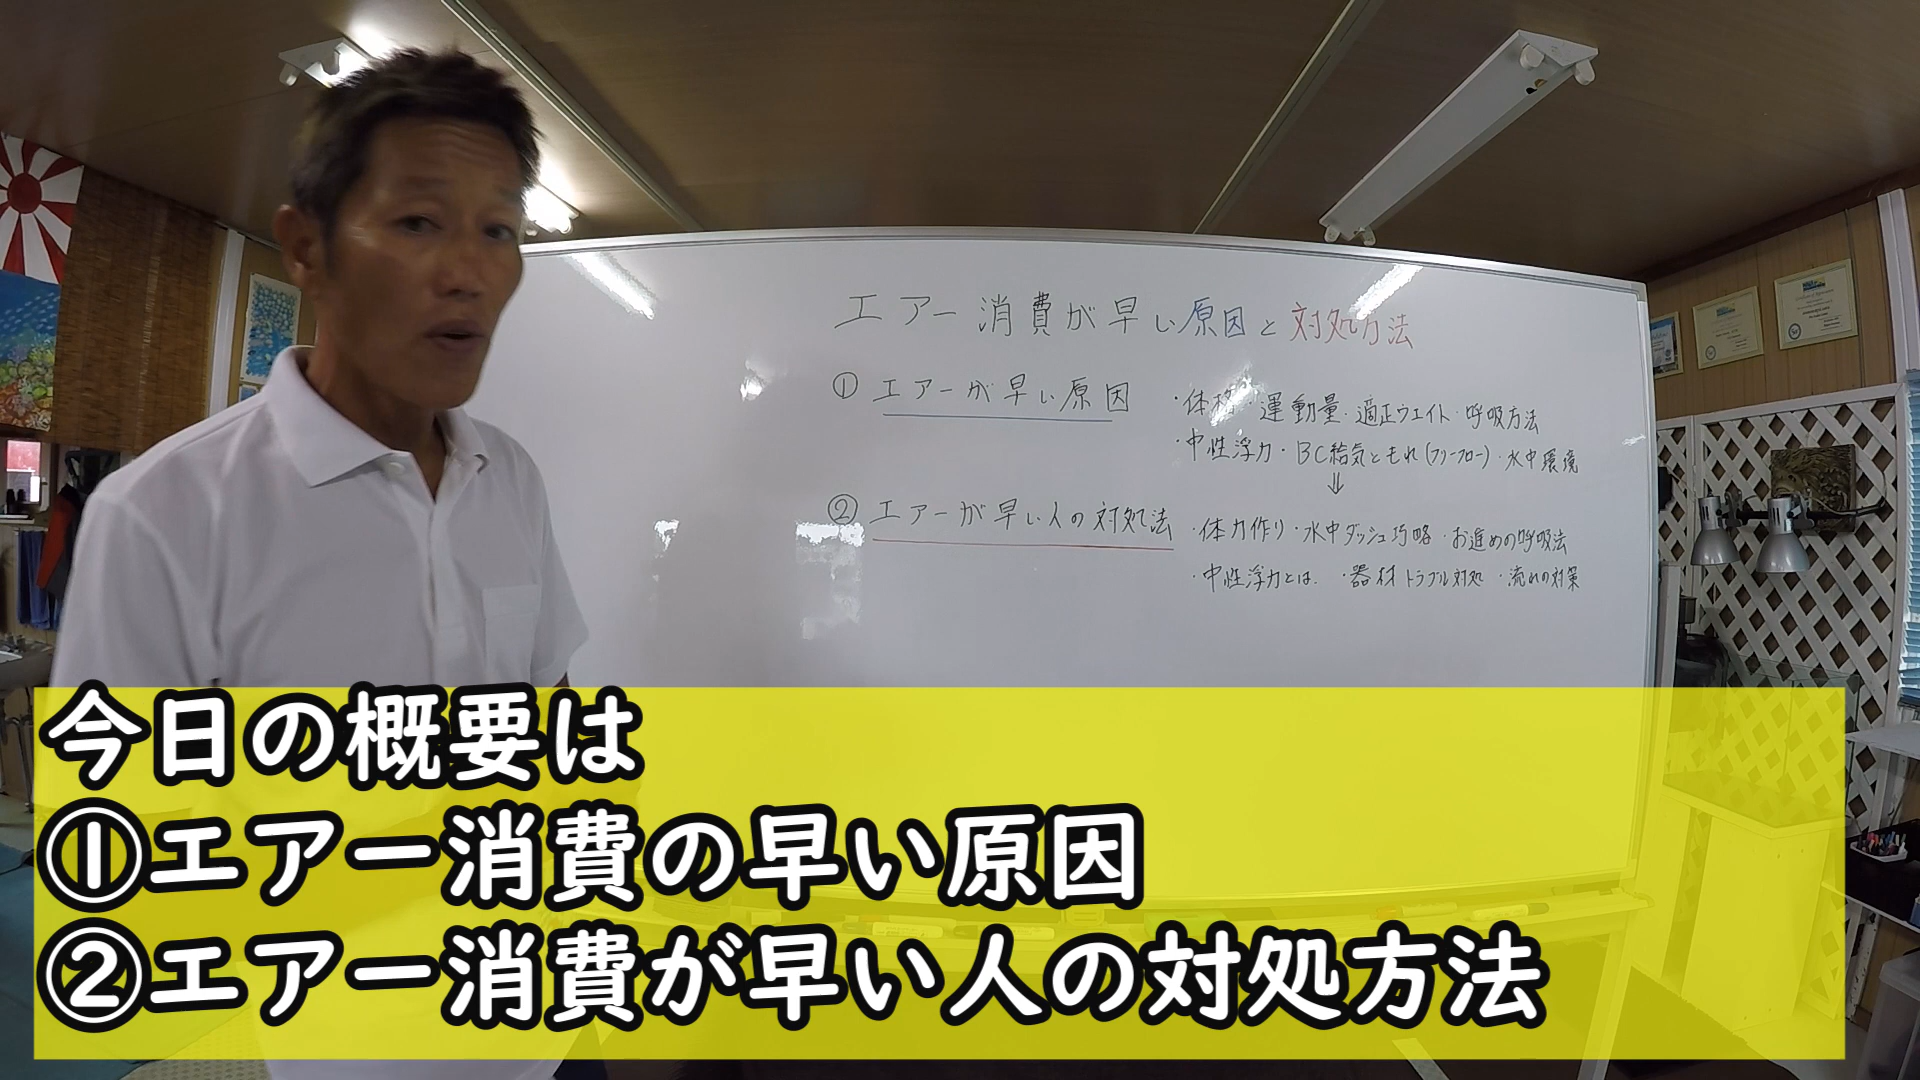 エアー消費が早い原因と対処方法
① エアーが早い原因 ・体格・運動量・適正ウエイト・呼吸方法
・中性浮力・BC給気ともれ(フリーフロー)・水中環境
⇓
② エアーが早い人の対処法 ・体力作り・水中ダッシュ巧略・お進めの呼吸法
・中性浮力とは、・器材トラブル対処・流れの対策
今日の概要は
①エアー消費の早い原因
②エアー消費が早い人の対処方法